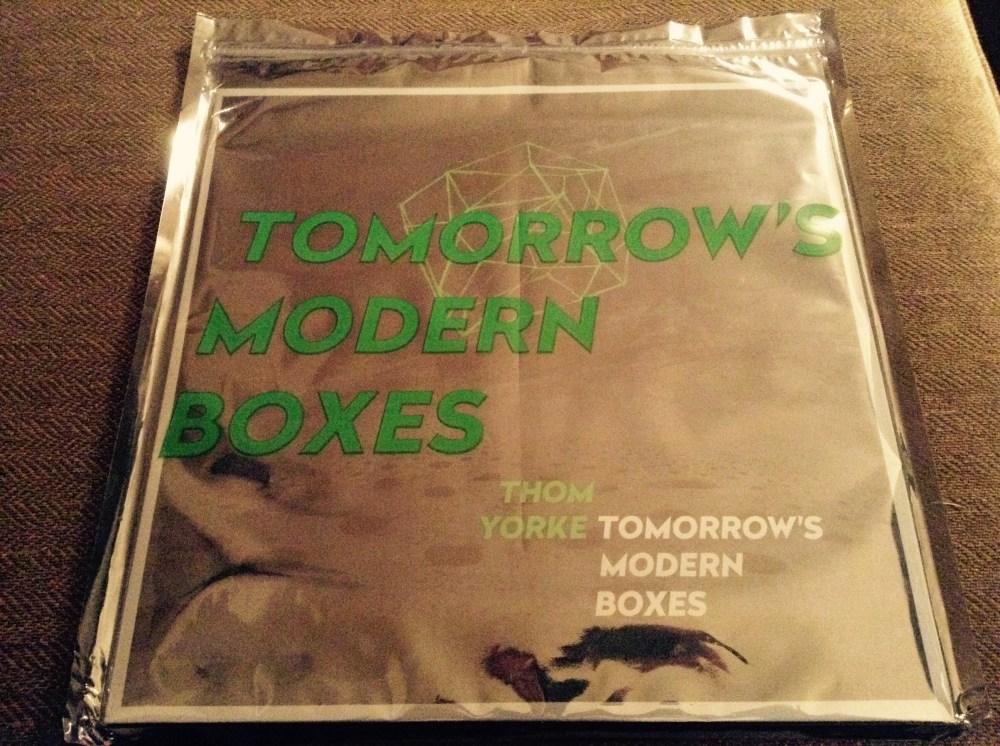 TOMORROW'S
MODERN
BOXES
THOM
YORKE TOMORROW'S
MODERN
BOXES